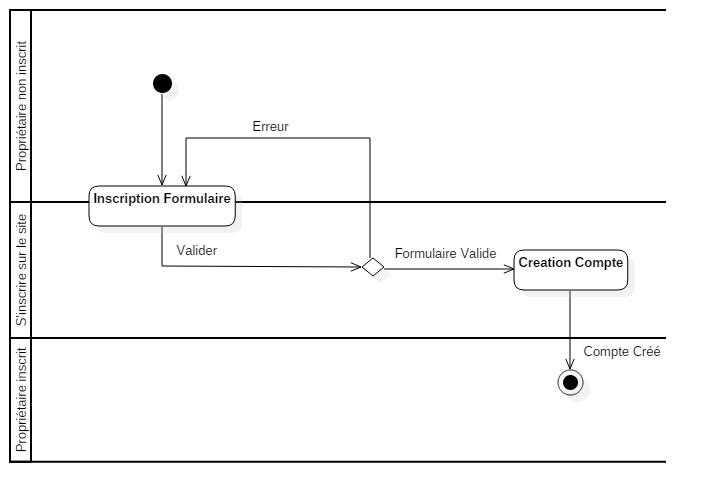 Propriétaire non inscrit
Erreur
Inscription Formulaire
S'inscrire sur le site
Valider
Formulaire Valide
Creation Compte
Propriétaire inscrit
Compte Créé